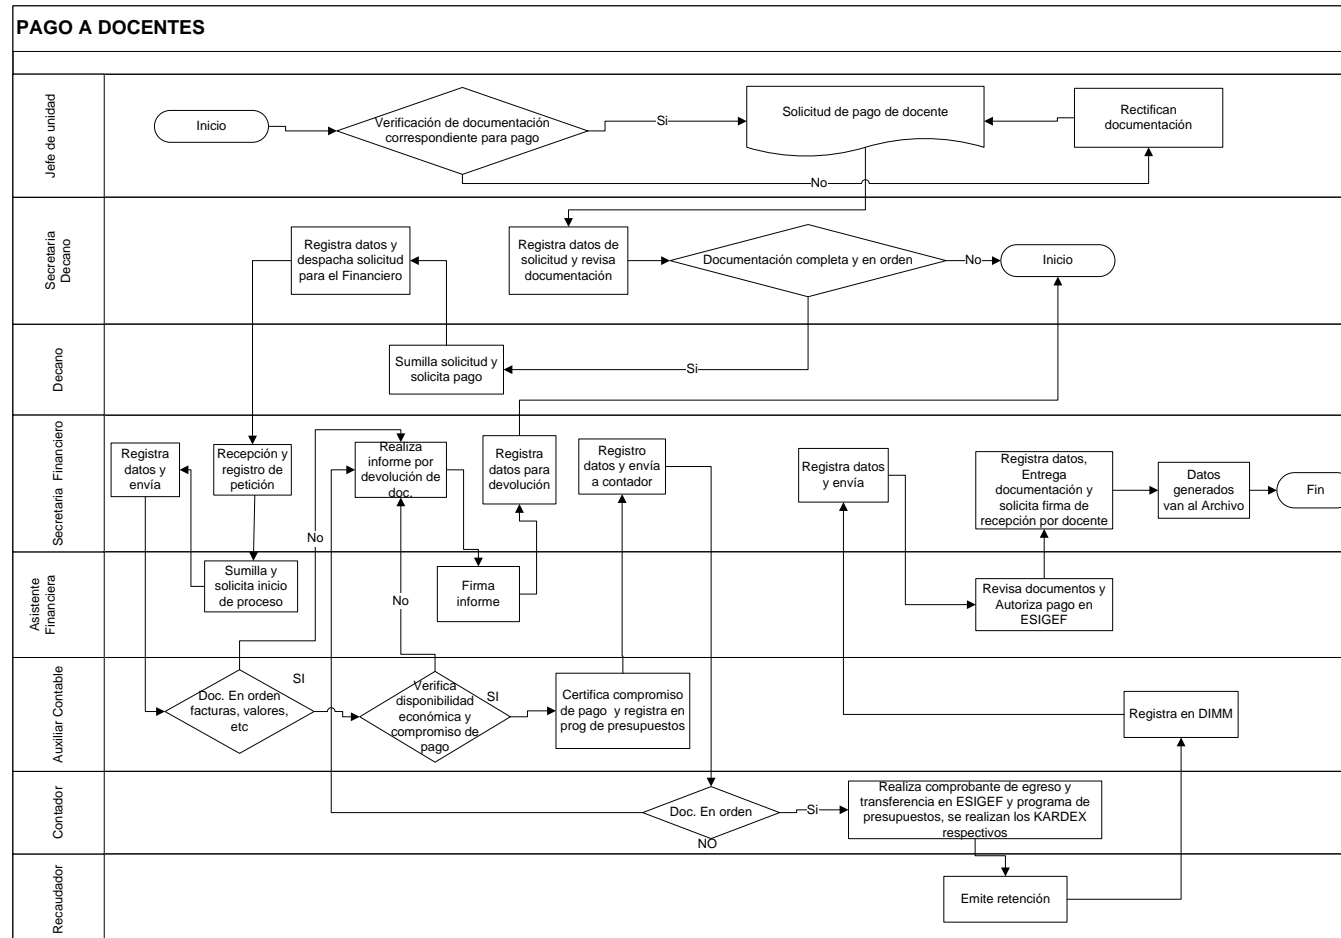 PAGO A DOCENTES
Jefe de unidad
Inicio
Verificación de documentación
correspondiente para pago
Si
Solicitud de pago de docente
Rectifican
documentación
No
Secretaria
Decano
Registra datos y
despacha solicitud
para el Financiero
Registra datos de
solicitud y revisa
documentación
Documentación completa y en orden
No
Inicio
Decano
Sumilla solicitud y
solicita pago
Si
Secretaria Financiero
Registra
datos y
envía
Recepción y
registro de
petición
Realiza
informe por
devolución de
doc.
Registra
datos para
devolución
Registro
datos y envía
a contador
Registra datos
y envía
Registra datos,
Entrega
documentación y
solicita firma de
recepción por docente
Datos
generados
van al Archivo
Fin
No
Asistente
Financiera
Sumilla y
solicita inicio
de proceso
Firma
informe
No
Revisa documentos y
Autoriza pago en
ESIGEF
Auxiliar Contable
Doc. En orden
facturas, valores,
etc
SI
Verifica
disponibilidad
económica y
compromiso de
pago
SI
Certifica compromiso
de pago y registra en
prog de presupuestos
Registra en DIMM
Contador
Doc. En orden
Si
NO
Realiza comprobante de egreso y
transferencia en ESIGEF y programa de
presupuestos, se realizan los KARDEX
respectivos
Recaudador
Emite retención